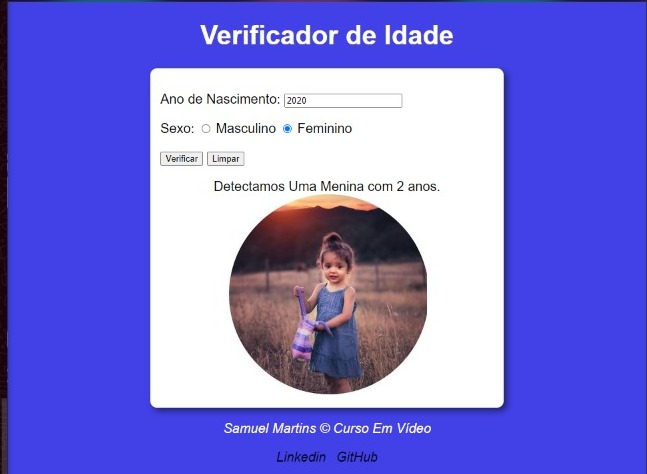 Verificador de Idade
Ano de Nascimento: 2020
Sexo: Masculino Feminino
Verificar Limpar
Detectamos Uma Menina com 2 anos.
Samuel Martins © Curso Em Vídeo
Linkedin GitHub